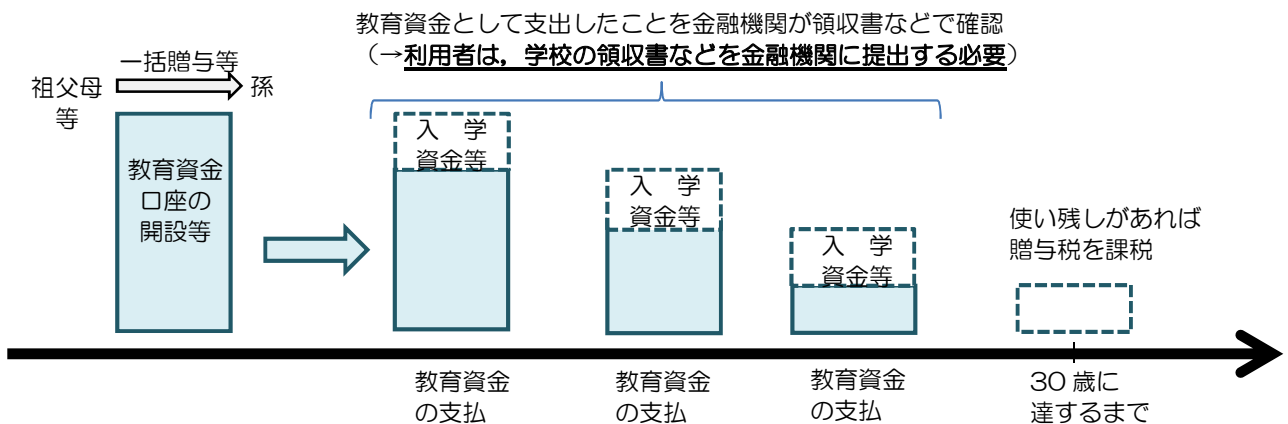 教育資金として支出したことを金融機関が領収書などで確認
（→利用者は，学校の領収書などを金融機関に提出する必要）
一括贈与等
祖父母
等
孫
教育資金
口座の
開設等
入　学
資金等
入　学
資金等
入　学
資金等
使い残しがあれば
贈与税を課税
教育資金
の支払
教育資金
の支払
教育資金
の支払
30歳に
達するまで